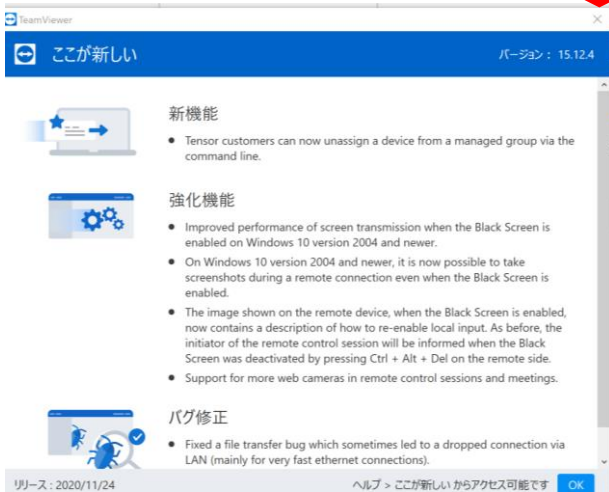 TeamViewer
ここが新しい
バージョン： 15.12.4
新機能
● Tensor customers can now unassign a device from a managed group via the
command line.
強化機能
● Improved performance of screen transmission when the Black Screen is
enabled on Windows 10 version 2004 and newer.
● On Windows 10 version 2004 and newer, it is now possible to take
screenshots during a remote connection even when the Black Screen is
enabled.
● The image shown on the remote device, when the Black Screen is enabled,
now contains a description of how to re-enable local input. As before, the
initiator of the remote control session will be informed when the Black
Screen was deactivated by pressing Ctrl + Alt + Del on the remote side.
● Support for more web cameras in remote control sessions and meetings.
バグ修正
● Fixed a file transfer bug which sometimes led to a dropped connection via
LAN (mainly for very fast ethernet connections).
リリース : 2020/11/24
ヘルプ > ここが新しい からアクセス可能です
OK